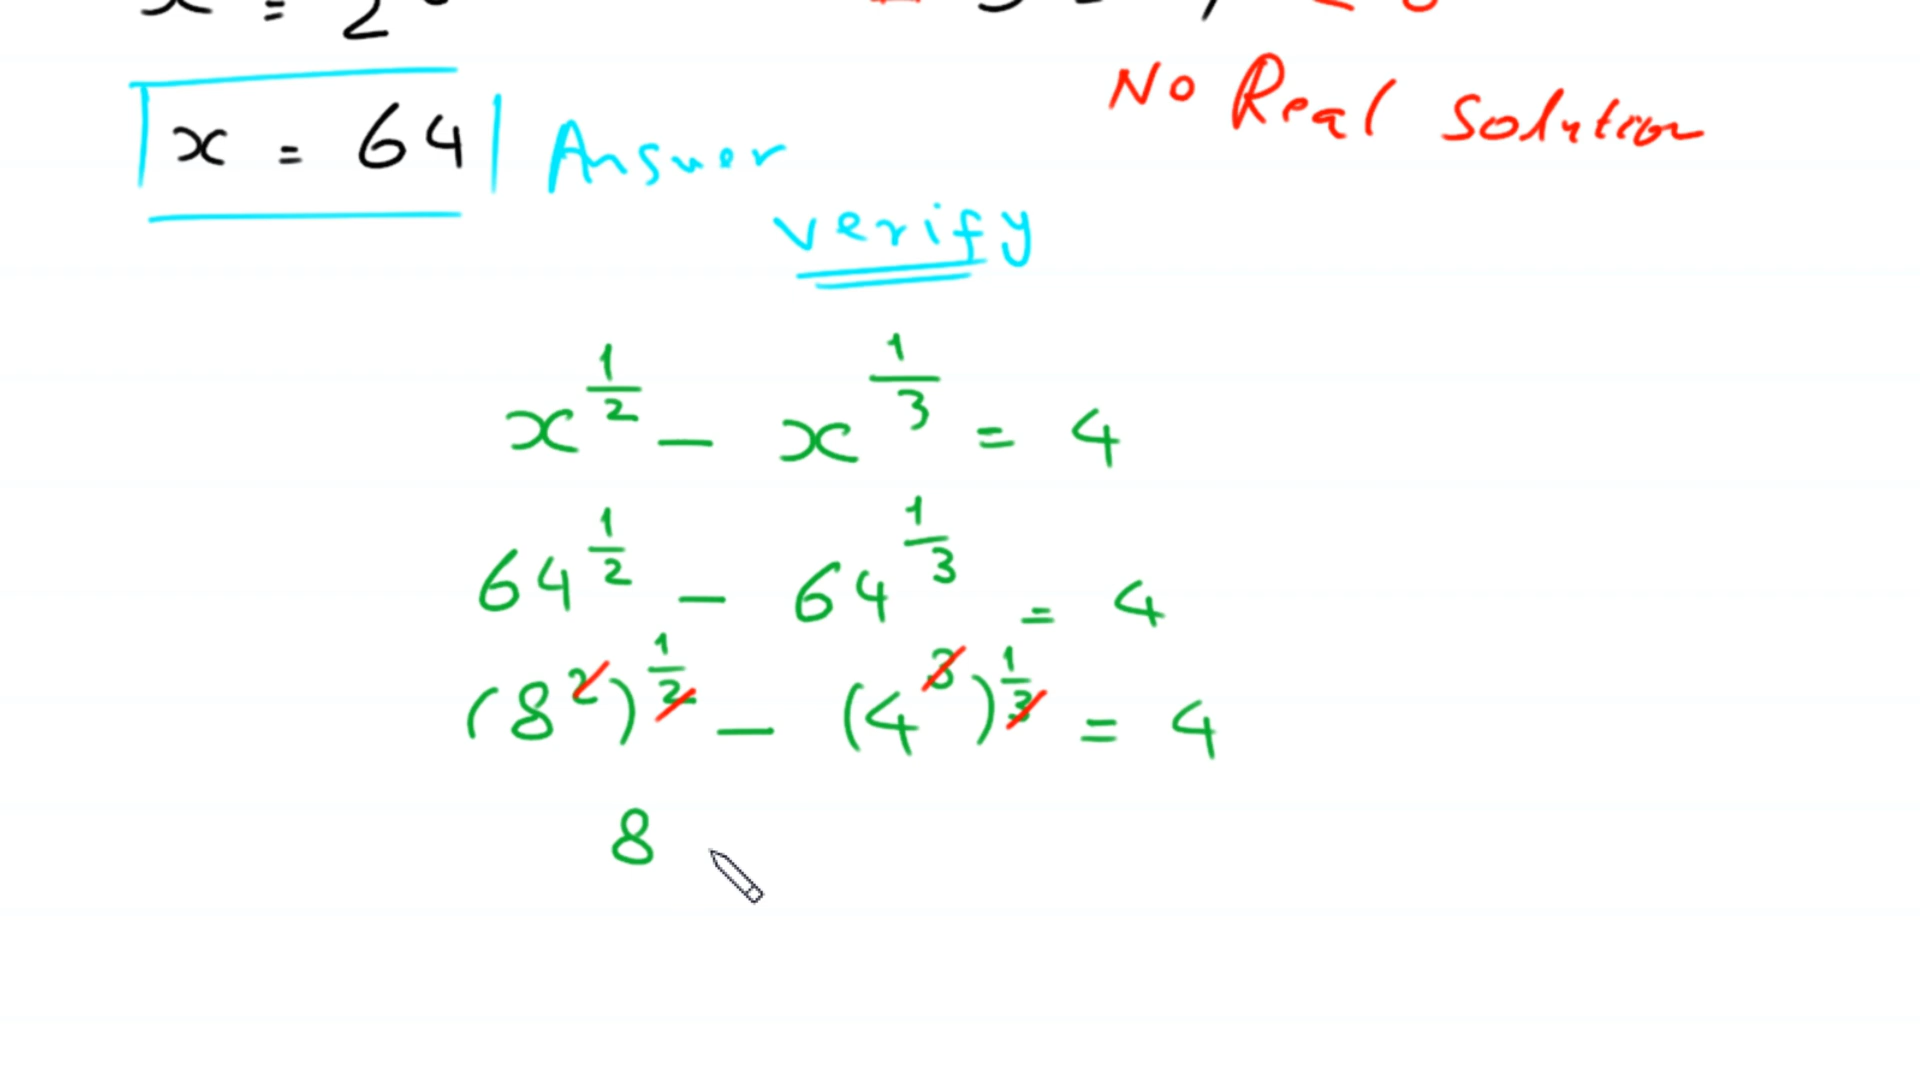 x = 64 Answer
No Real Solution
verify
x^(1/2) - x^(1/3) = 4
64^(1/2) - 64^(1/3) = 4
(8^2)^(1/2) - (4^3)^(1/3) = 4
8